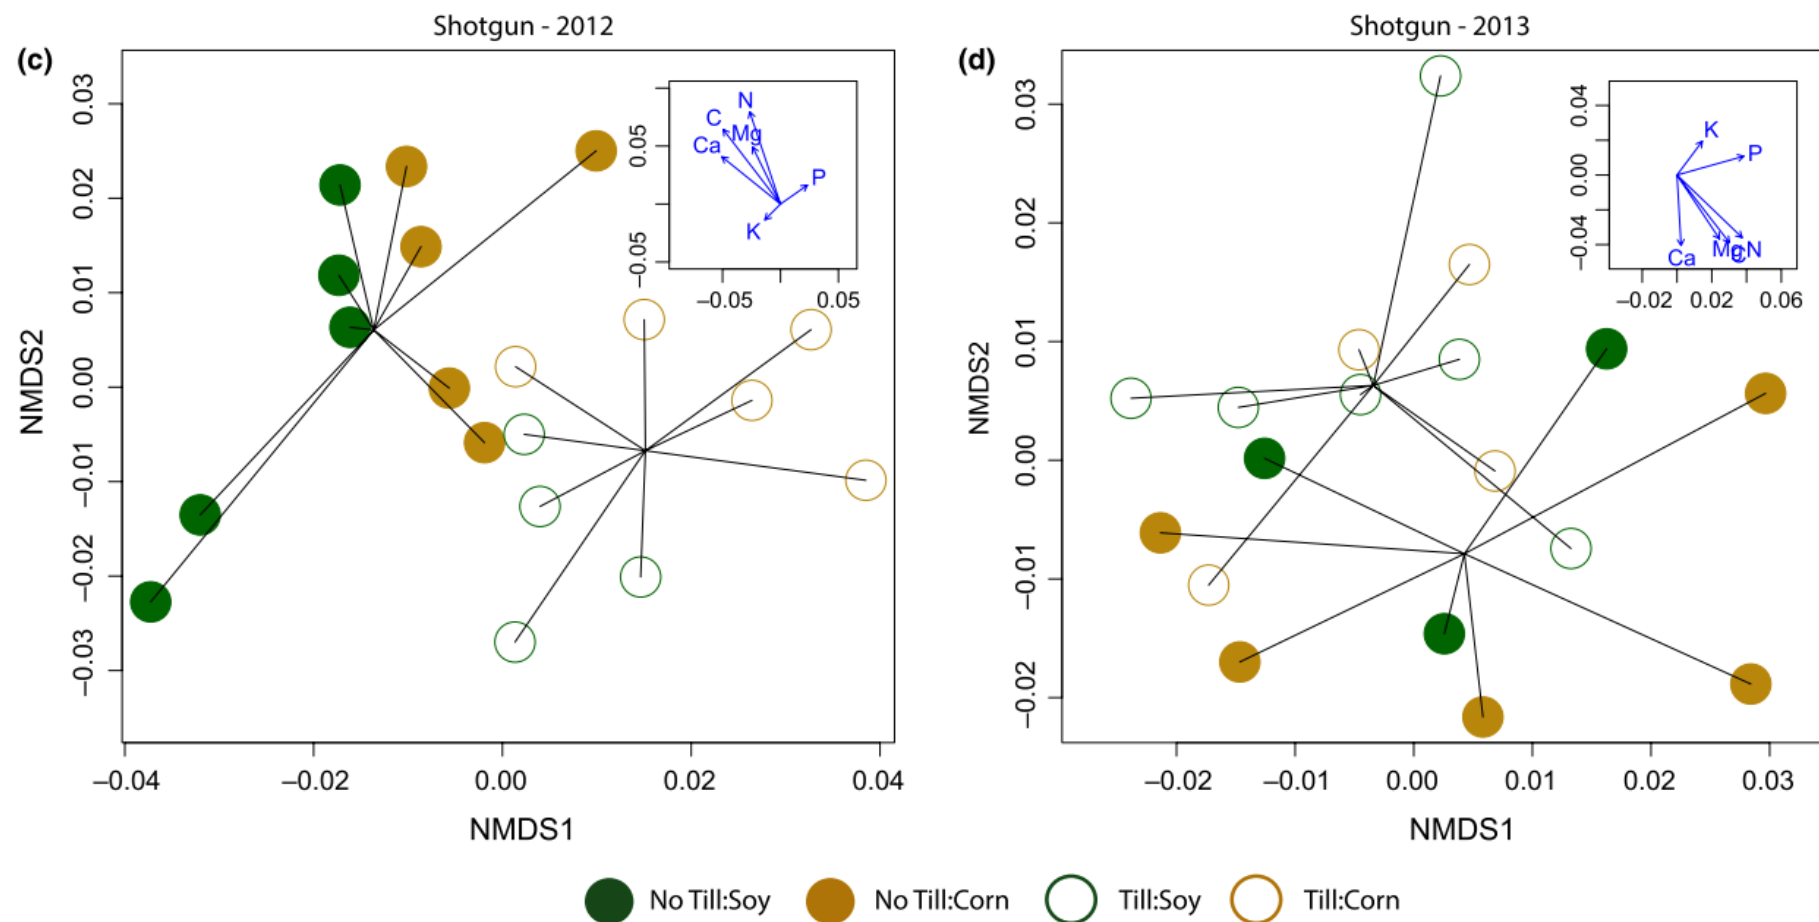 Shotgun - 2012
(c)
NMDS2
0.03
0.02
0.01
0.00
−0.01
−0.02
−0.03
−0.04
−0.02
0.00
0.02
0.04
NMDS1
0.05
−0.05
−0.05
0.05
N
C
Mg
Ca
P
K
Shotgun - 2013
(d)
NMDS2
0.03
0.02
0.01
0.00
−0.01
−0.02
−0.02
−0.01
0.00
0.01
0.02
0.03
NMDS1
0.04
0.00
−0.04
−0.02
0.02
0.06
K
P
Ca
Mg
C
N
No Till:Soy
No Till:Corn
Till:Soy
Till:Corn